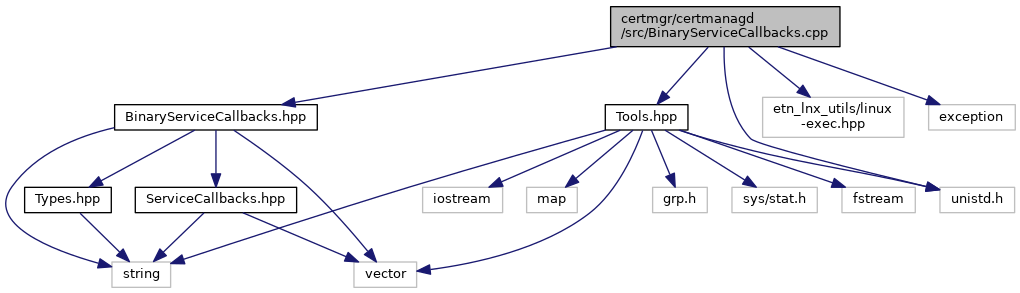 certmgr/certmanagd
/src/BinaryServiceCallbacks.cpp
BinaryServiceCallbacks.hpp
Tools.hpp
etn_lnx_utils/linux
-exec.hpp
exception
Types.hpp
ServiceCallbacks.hpp
iostream
map
grp.h
sys/stat.h
fstream
unistd.h
string
vector